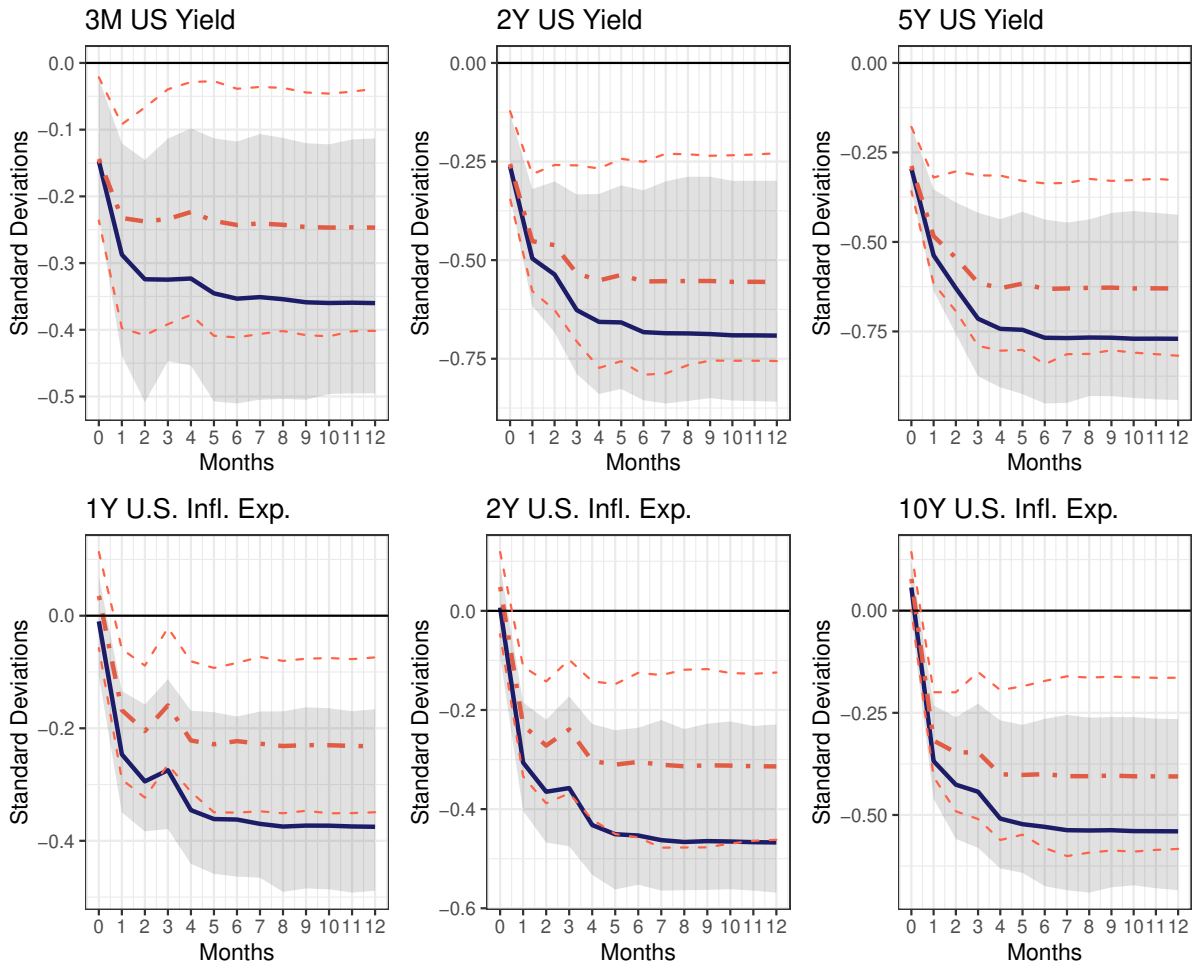 3M US Yield
2Y US Yield
5Y US Yield
Standard Deviations
0.0
−0.1
−0.2
−0.3
−0.4
−0.5
0 1 2 3 4 5 6 7 8 9 10 11 12
Months
Standard Deviations
0.00
−0.25
−0.50
−0.75
0 1 2 3 4 5 6 7 8 9 10 11 12
Months
Standard Deviations
0.00
−0.25
−0.50
−0.75
0 1 2 3 4 5 6 7 8 9 10 11 12
Months
1Y U.S. Infl. Exp.
2Y U.S. Infl. Exp.
10Y U.S. Infl. Exp.
Standard Deviations
0.0
−0.2
−0.4
0 1 2 3 4 5 6 7 8 9 10 11 12
Months
Standard Deviations
0.0
−0.2
−0.4
−0.6
0 1 2 3 4 5 6 7 8 9 10 11 12
Months
Standard Deviations
0.00
−0.25
−0.50
0 1 2 3 4 5 6 7 8 9 10 11 12
Months